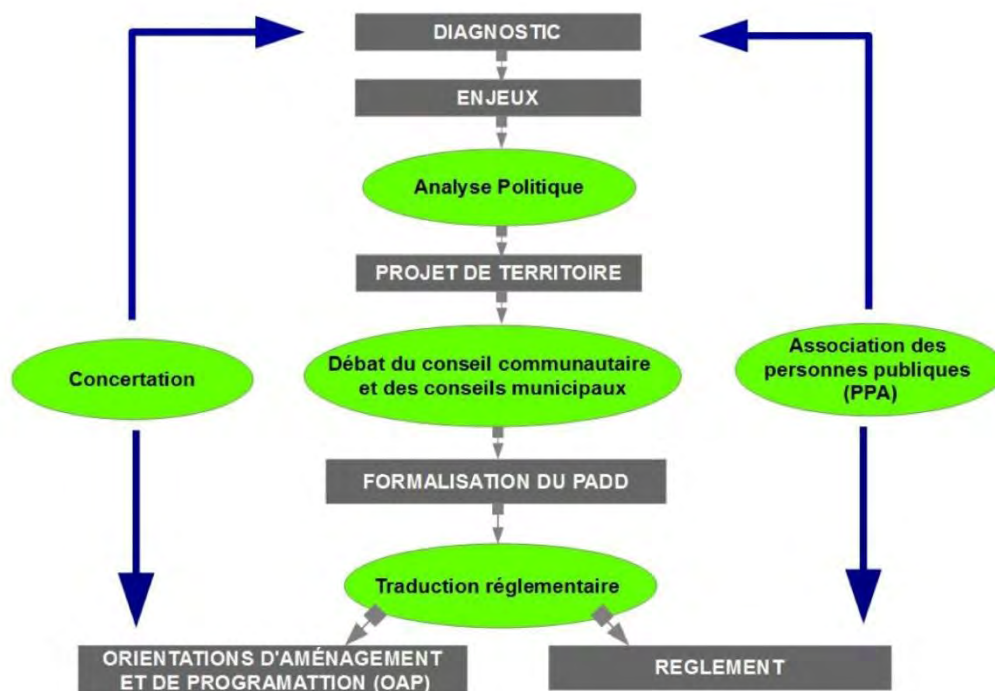 DIAGNOSTIC
ENJEUX
Analyse Politique
PROJET DE TERRITOIRE
Concertation
Débat du conseil communautaire
et des conseils municipaux
Association des
personnes publiques
(PPA)
FORMALISATION DU PADD
Traduction réglementaire
ORIENTATIONS D'AMÉNAGEMENT
ET DE PROGRAMATTION (OAP)
REGLEMENT